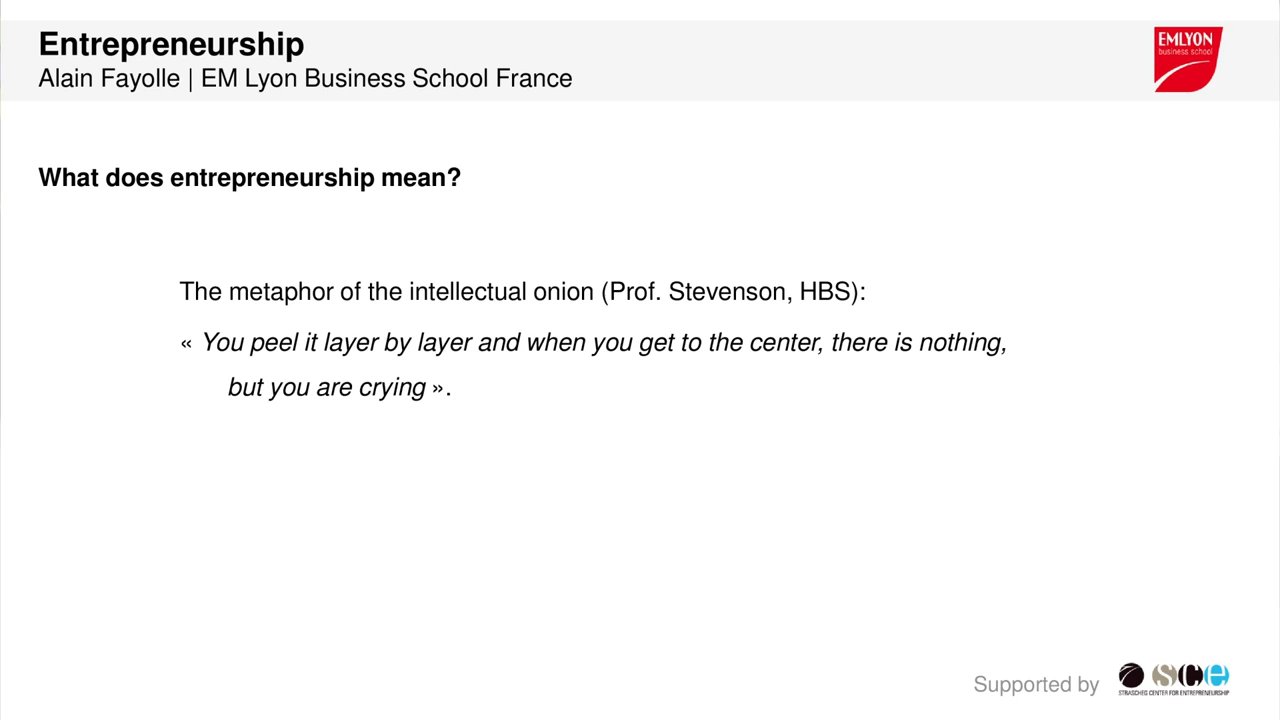 Entrepreneurship
Alain Fayolle | EM Lyon Business School France
EMLYON
business school
What does entrepreneurship mean?
The metaphor of the intellectual onion (Prof. Stevenson, HBS):
« You peel it layer by layer and when you get to the center, there is nothing,
but you are crying ».
Supported by
sce
STRASCHEG CENTER FOR ENTREPRENEURSHIP